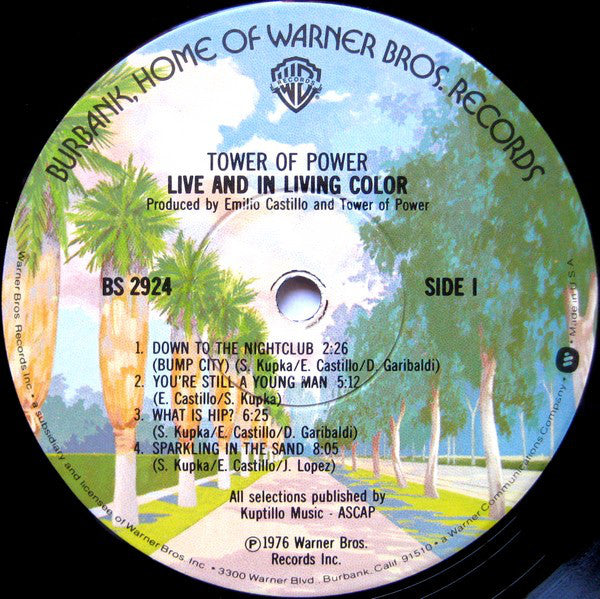 BURBANK, HOME OF WARNER BROS. RECORDS
RECORDS
TOWER OF POWER
LIVE AND IN LIVING COLOR
Produced by Emilio Castillo and Tower of Power
BS 2924
SIDE I
1. DOWN TO THE NIGHTCLUB 2:26
(BUMP CITY) (S. Kupka/E. Castillo/D. Garibaldi)
2. YOU'RE STILL A YOUNG MAN 5:12
(E. Castillo/S. Kupka)
3. WHAT IS HIP? 6:25
(S. Kupka/E. Castillo/D. Garibaldi)
4. SPARKLING IN THE SAND 8:05
(S. Kupka/E. Castillo/J. Lopez)
All selections published by
Kuptillo Music - ASCAP
℗1976 Warner Bros.
Records Inc.
Warner Bros. Records Inc. • a subsidiary and licensee of Warner Bros. Inc. • 3300 Warner Blvd., Burbank, Calif. 91510 • a Warner Communications Company • Made in U.S.A.